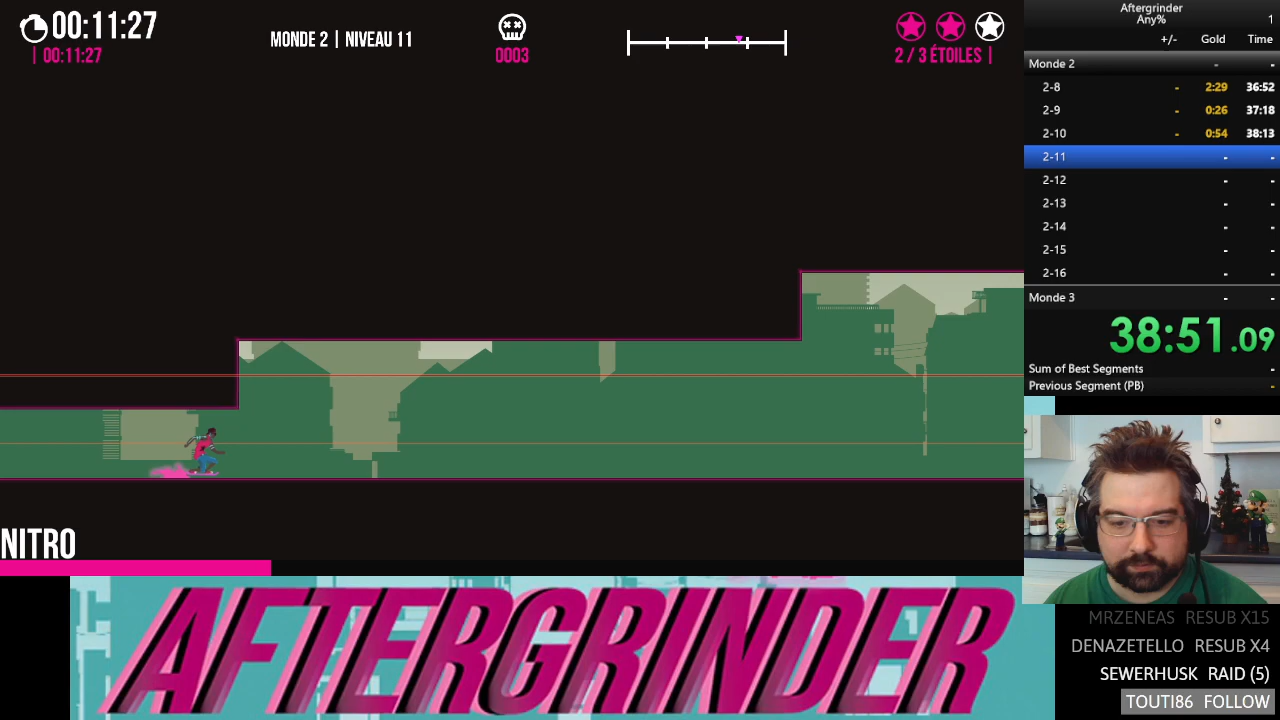 00:11:27
| 00:11:27
MONDE 2 | NIVEAU 11
0003
2 / 3 ÉTOILES |
NITRO
AFTERGRINDER
Aftergrinder
Any% 1
+/- Gold Time
Monde 2 - -
2-8 - 2:29 36:52
2-9 - 0:26 37:18
2-10 - 0:54 38:13
2-11 - -
2-12 - -
2-13 - -
2-14 - -
2-15 - -
2-16 - -
Monde 3 - -
38:51.09
Sum of Best Segments -
Previous Segment (PB) -
MRZENEAS RESUB X15
DENAZETELLO RESUB X4
SEWERHUSK RAID (5)
TOUTI86 FOLLOW